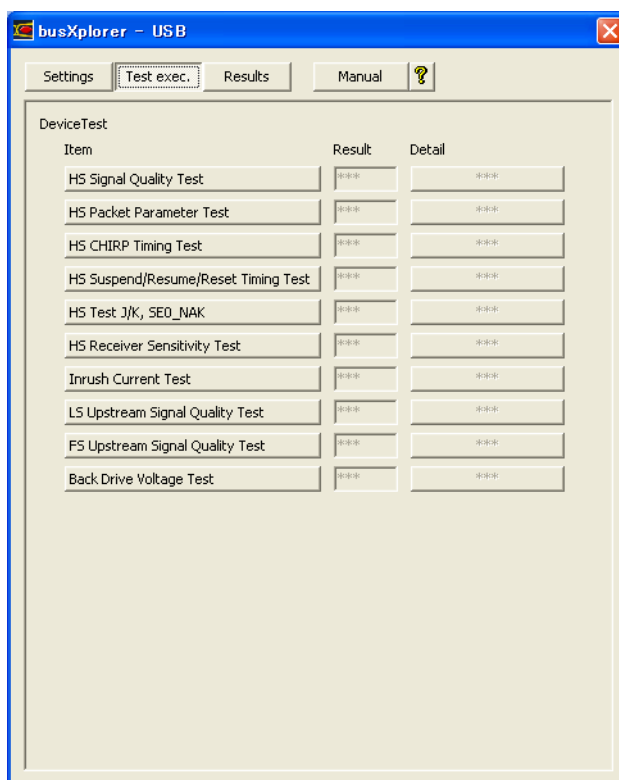 busXplorer - USB
Settings Test exec. Results Manual ?
DeviceTest
Item Result Detail
HS Signal Quality Test *** ***
HS Packet Parameter Test *** ***
HS CHIRP Timing Test *** ***
HS Suspend/Resume/Reset Timing Test *** ***
HS Test J/K, SE0_NAK *** ***
HS Receiver Sensitivity Test *** ***
Inrush Current Test *** ***
LS Upstream Signal Quality Test *** ***
FS Upstream Signal Quality Test *** ***
Back Drive Voltage Test *** ***